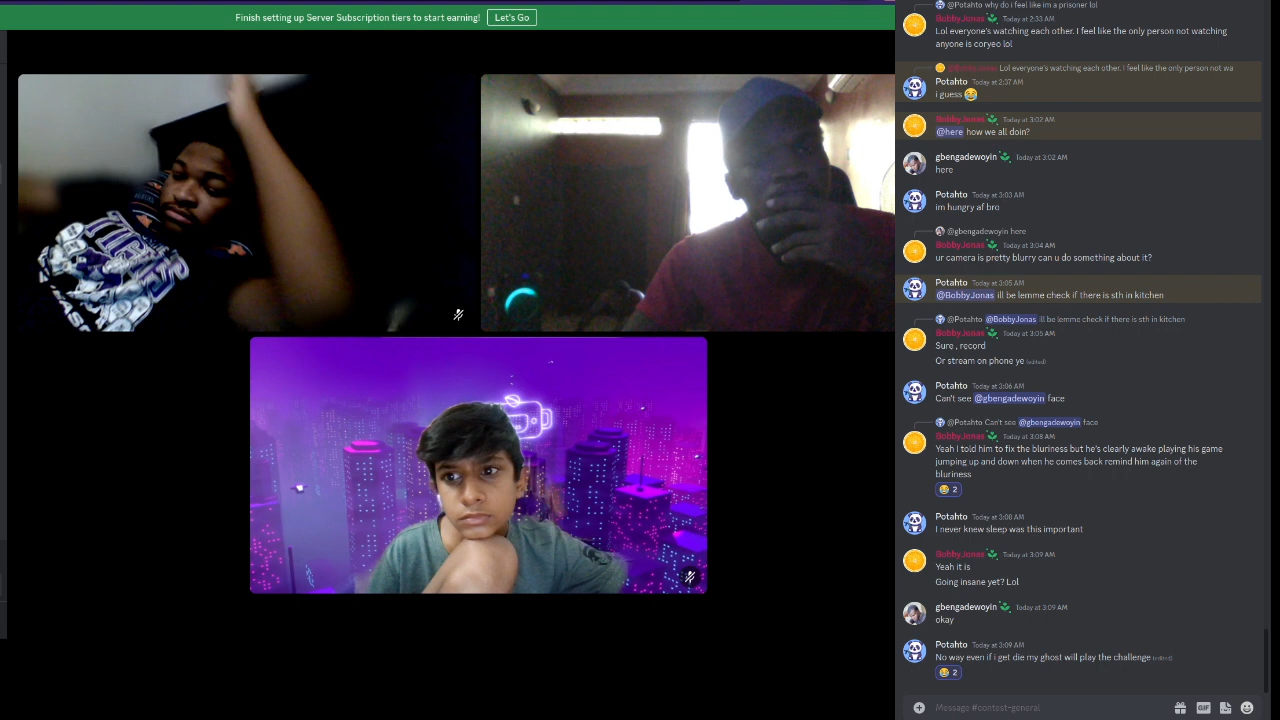 Finish setting up Server Subscription tiers to start earning!
Let's Go
@Potahto why do i feel like im a prisoner lol
BobbyJonas Today at 2:33 AM
Lol everyone's watching each other. I feel like the only person not watching
anyone is coryeo lol
@BobbyJonas Lol everyone's watching each other. I feel like the only person not wa
Potahto Today at 2:37 AM
i guess 😂
BobbyJonas Today at 3:02 AM
@here how we all doin?
gbengadewoyin Today at 3:02 AM
here
Potahto Today at 3:03 AM
im hungry af bro
@gbengadewoyin here
BobbyJonas Today at 3:04 AM
ur camera is pretty blurry can u do something about it?
Potahto Today at 3:05 AM
@BobbyJonas ill be lemme check if there is sth in kitchen
@Potahto @BobbyJonas ill be lemme check if there is sth in kitchen
BobbyJonas Today at 3:05 AM
Sure , record
Or stream on phone ye (edited)
Potahto Today at 3:06 AM
Can't see @gbengadewoyin face
@Potahto Can't see @gbengadewoyin face
BobbyJonas Today at 3:08 AM
Yeah I told him to fix the bluriness but he's clearly awake playing his game
jumping up and down when he comes back remind him again of the
bluriness
😂 2
Potahto Today at 3:08 AM
I never knew sleep was this important
BobbyJonas Today at 3:09 AM
Yeah it is
Going insane yet? Lol
gbengadewoyin Today at 3:09 AM
okay
Potahto Today at 3:09 AM
No way even if i get die my ghost will play the challenge (edited)
😂 2
Message #contest-general
GIF